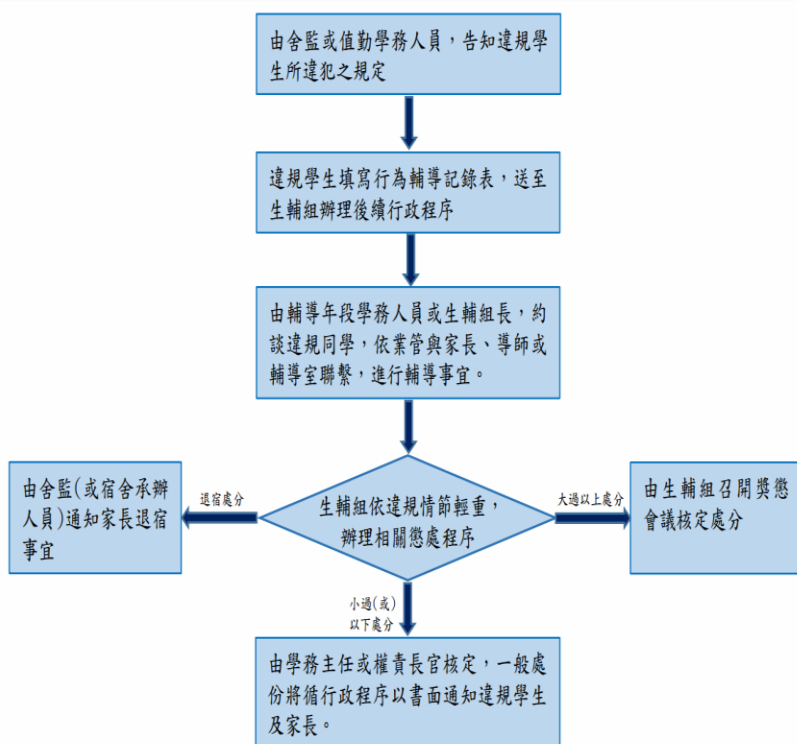 由舍監或值勤學務人員，告知違規學
生所違犯之規定
違規學生填寫行為輔導記錄表，送至
生輔組辦理後續行政程序
由輔導年段學務人員或生輔組長，約
談違規同學，依業管與家長、導師或
輔導室聯繫，進行輔導事宜。
生輔組依違規情節輕重，
辦理相關懲處程序
退宿處分
由舍監(或宿舍承辦
人員)通知家長退宿
事宜
大過以上處分
由生輔組召開獎懲
會議核定處分
小過(或)
以下處分
由學務主任或權責長官核定，一般處
份將循行政程序以書面通知違規學生
及家長。